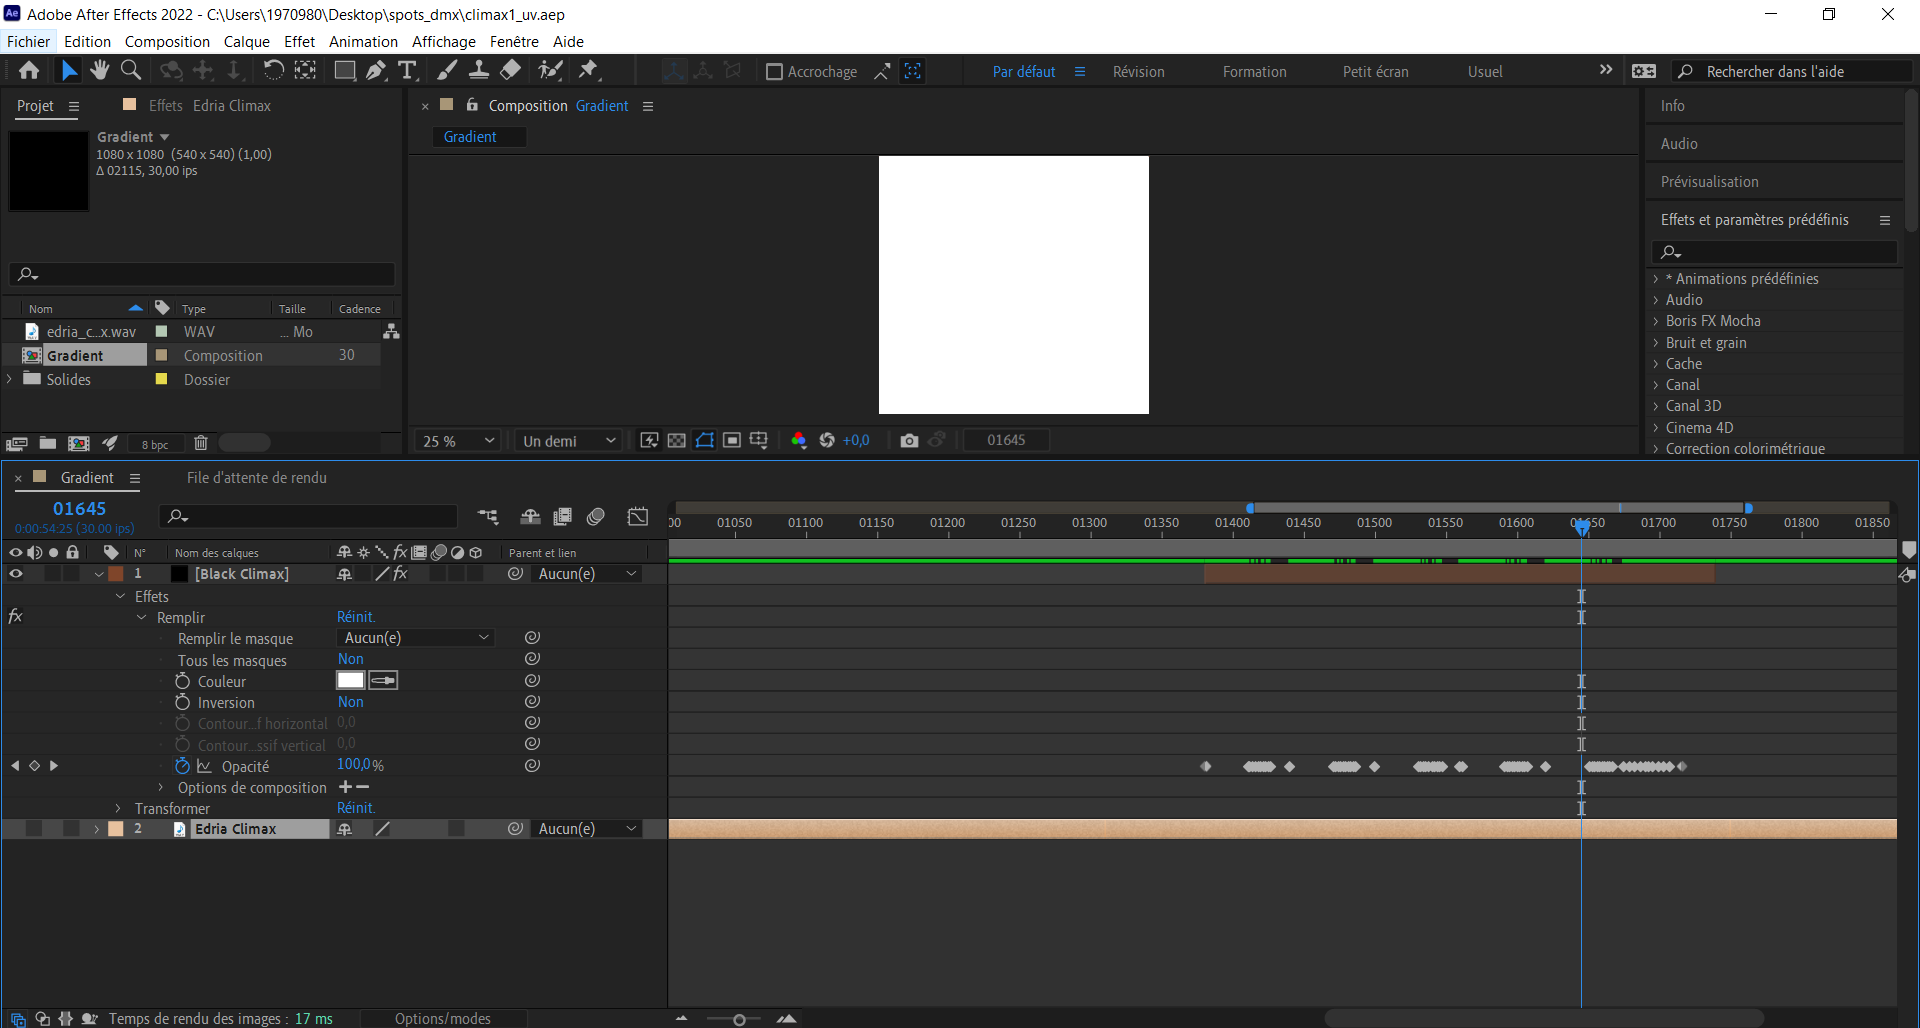 Adobe After Effects 2022 - C:\Users\1970980\Desktop\spots_dmx\climax1_uv.aep
Fichier Edition Composition Calque Effet Animation Affichage Fenêtre Aide
Accrochage Par défaut Révision Formation Petit écran Usuel Rechercher dans l'aide
Projet Effets Edria Climax
Gradient
1080 x 1080 (540 x 540) (1,00)
Δ 02115, 30,00 ips
Nom Type Taille Cadence
edria_c...x.wav WAV ... Mo
Gradient Composition 30
Solides Dossier
8 bpc
Composition Gradient
Gradient
25 % Un demi +0,0 01645
Info
Audio
Prévisualisation
Effets et paramètres prédéfinis
* Animations prédéfinies
Audio
Boris FX Mocha
Bruit et grain
Cache
Canal
Canal 3D
Cinema 4D
Correction colorimétrique
Gradient File d'attente de rendu
01645
0:00:54:25 (30.00 ips)
00 01050 01100 01150 01200 01250 01300 01350 01400 01450 01500 01550 01600 01650 01700 01750 01800 01850
N° Nom des calques Parent et lien
1 [Black Climax] Aucun(e)
Effets
fx Remplir Réinit.
Remplir le masque Aucun(e)
Tous les masques Non
Couleur
Inversion Non
Contour...f horizontal 0,0
Contour...ssif vertical 0,0
Opacité 100,0%
Options de composition
Transformer Réinit.
2 Edria Climax Aucun(e)
Temps de rendu des images : 17 ms Options/modes